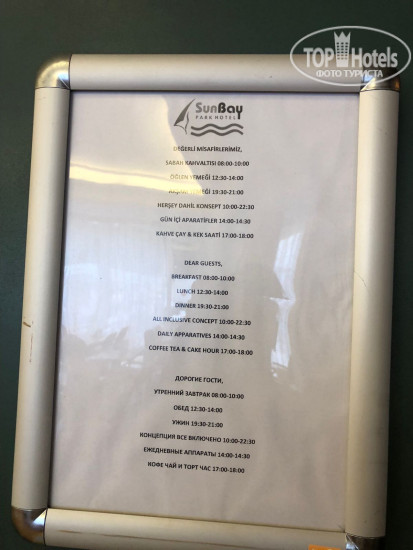 TOPHotels
ФОТО ТУРИСТА
SunBay
PARK HOTEL
DEĞERLİ MİSAFİRLERİMİZ,
SABAH KAHVALTISI 08:00-10:00
ÖĞLEN YEMEĞİ 12:30-14:00
AKŞAM YEMEĞİ 19:30-21:00
HERŞEY DAHİL KONSEPT 10:00-22:30
GÜN İÇİ APARATİFLER 14:00-14:30
KAHVE ÇAY & KEK SAATİ 17:00-18:00
DEAR GUESTS,
BREAKFAST 08:00-10:00
LUNCH 12:30-14:00
DINNER 19:30-21:00
ALL INCLUSIVE CONCEPT 10:00-22:30
DAILY APPARATIVES 14:00-14:30
COFFEE TEA & CAKE HOUR 17:00-18:00
ДОРОГИЕ ГОСТИ,
УТРЕННИЙ ЗАВТРАК 08:00-10:00
ОБЕД 12:30-14:00
УЖИН 19:30-21:00
КОНЦЕПЦИЯ ВСЕ ВКЛЮЧЕНО 10:00-22:30
ЕЖЕДНЕВНЫЕ АППАРАТЫ 14:00-14:30
КОФЕ ЧАЙ И ТОРТ ЧАС 17:00-18:00